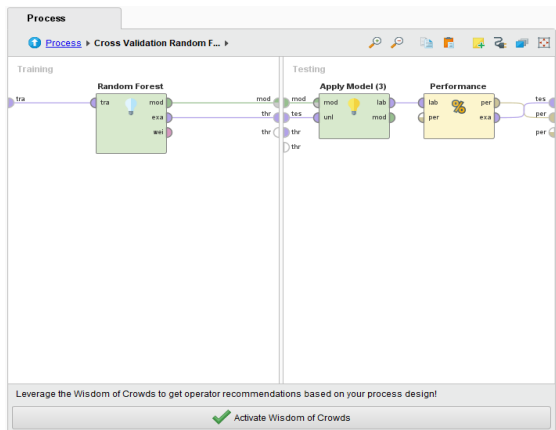 Process
Process ▸ Cross Validation Random F... ▸
Training
Testing
Random Forest
Apply Model (3)
Performance
tra
tra
mod
exa
wei
mod
thr
thr
mod
tes
thr
thr
mod
unl
lab
mod
lab
per
per
exa
tes
per
per
Leverage the Wisdom of Crowds to get operator recommendations based on your process design!
Activate Wisdom of Crowds